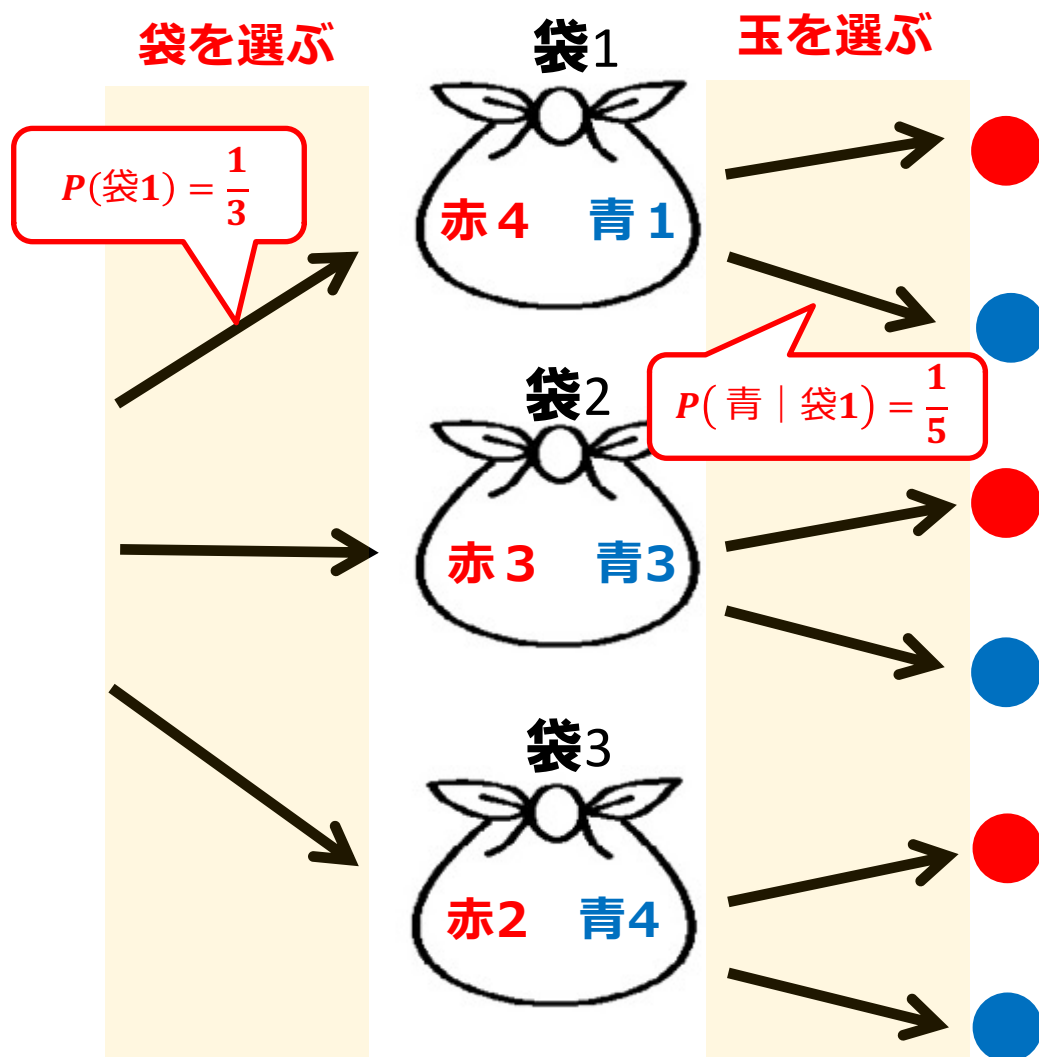 袋を選ぶ
袋1
玉を選ぶ
P(袋1) = 1/3
赤４ 青１
袋2
P( 青｜袋1) = 1/5
赤３ 青3
袋3
赤2 青4